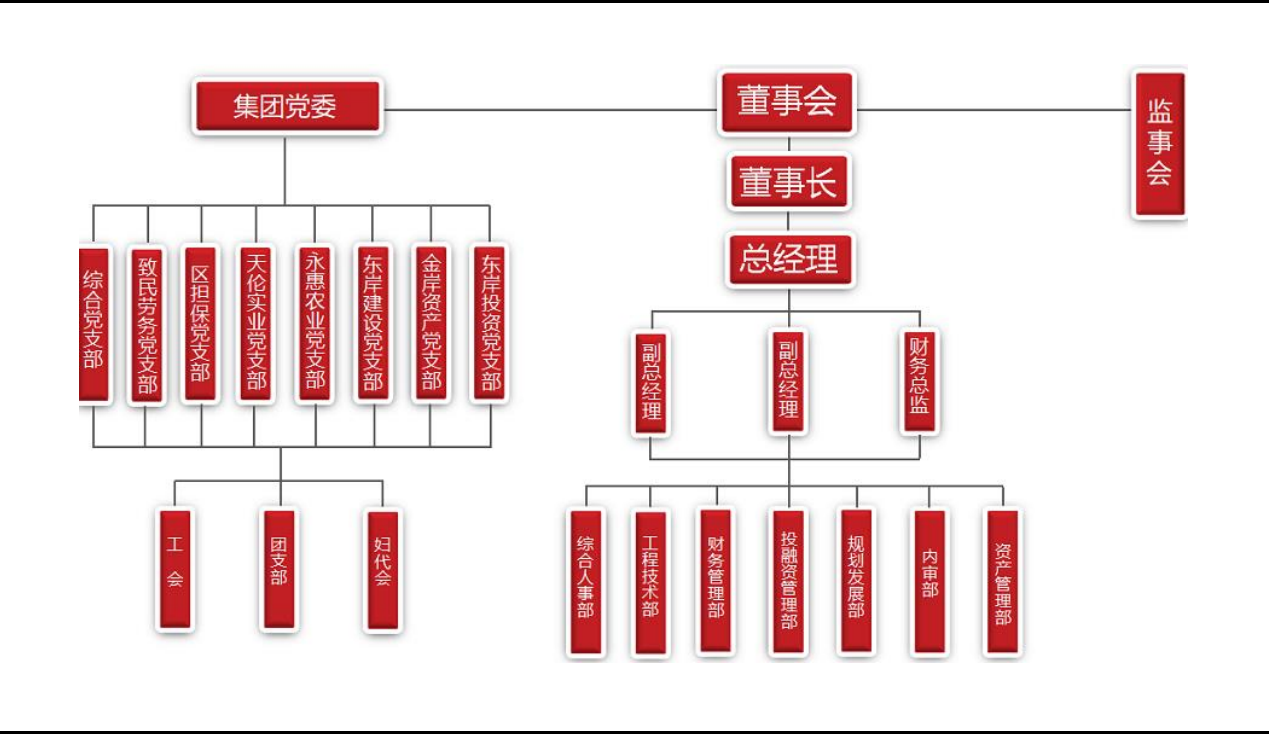 集团党委
董事会
监事会
董事长
总经理
综合党支部
致民劳务党支部
区担保党支部
天伦实业党支部
永惠农业党支部
东岸建设党支部
金岸资产党支部
东岸投资党支部
副总经理
副总经理
财务总监
工会
团支部
妇代会
综合人事部
工程技术部
财务管理部
投融资管理部
规划发展部
内审部
资产管理部